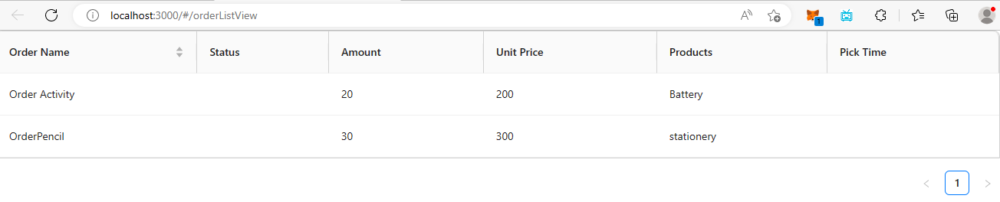 localhost:3000/#/orderListView
1
Order Name Status Amount Unit Price Products Pick Time
Order Activity 20 200 Battery
OrderPencil 30 300 stationery
< 1 >